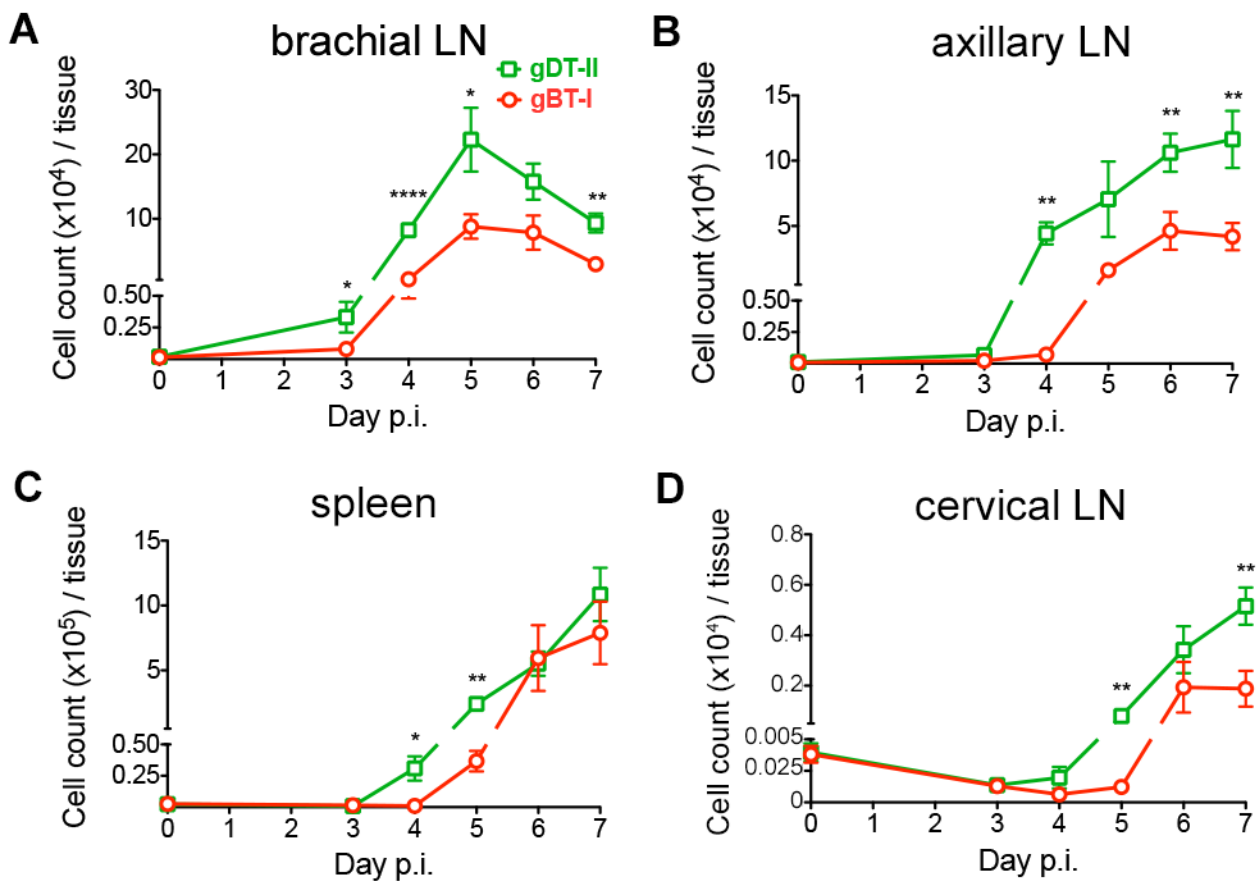 A
brachial LN
gDT-II
gBT-I
Cell count (x10⁴) / tissue
30
20
10
0.50
0.25
*
****
*
**
0 1 2 3 4 5 6 7
Day p.i.
B
axillary LN
Cell count (x10⁴) / tissue
15
10
5
0.50
0.25
**
**
**
0 1 2 3 4 5 6 7
Day p.i.
C
spleen
Cell count (x10⁵) / tissue
15
10
5
0.50
0.25
*
**
0 1 2 3 4 5 6 7
Day p.i.
D
cervical LN
Cell count (x10⁴) / tissue
0.8
0.6
0.4
0.2
0.005
0.025
0
**
**
0 1 2 3 4 5 6 7
Day p.i.